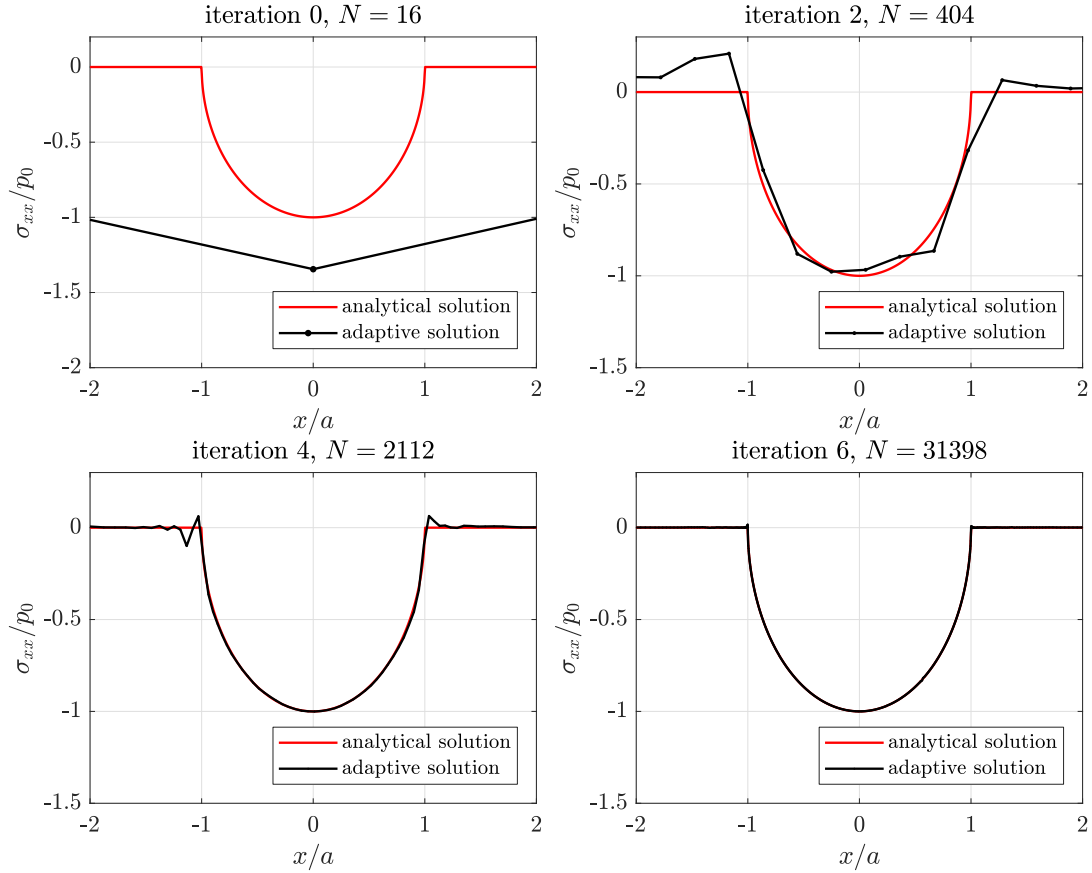 iteration 0, N = 16
0
-0.5
-1
-1.5
-2
σxx/p0
analytical solution
adaptive solution
-2 -1 0 1 2
x/a
iteration 2, N = 404
0
-0.5
-1
-1.5
σxx/p0
analytical solution
adaptive solution
-2 -1 0 1 2
x/a
iteration 4, N = 2112
0
-0.5
-1
-1.5
σxx/p0
analytical solution
adaptive solution
-2 -1 0 1 2
x/a
iteration 6, N = 31398
0
-0.5
-1
-1.5
σxx/p0
analytical solution
adaptive solution
-2 -1 0 1 2
x/a